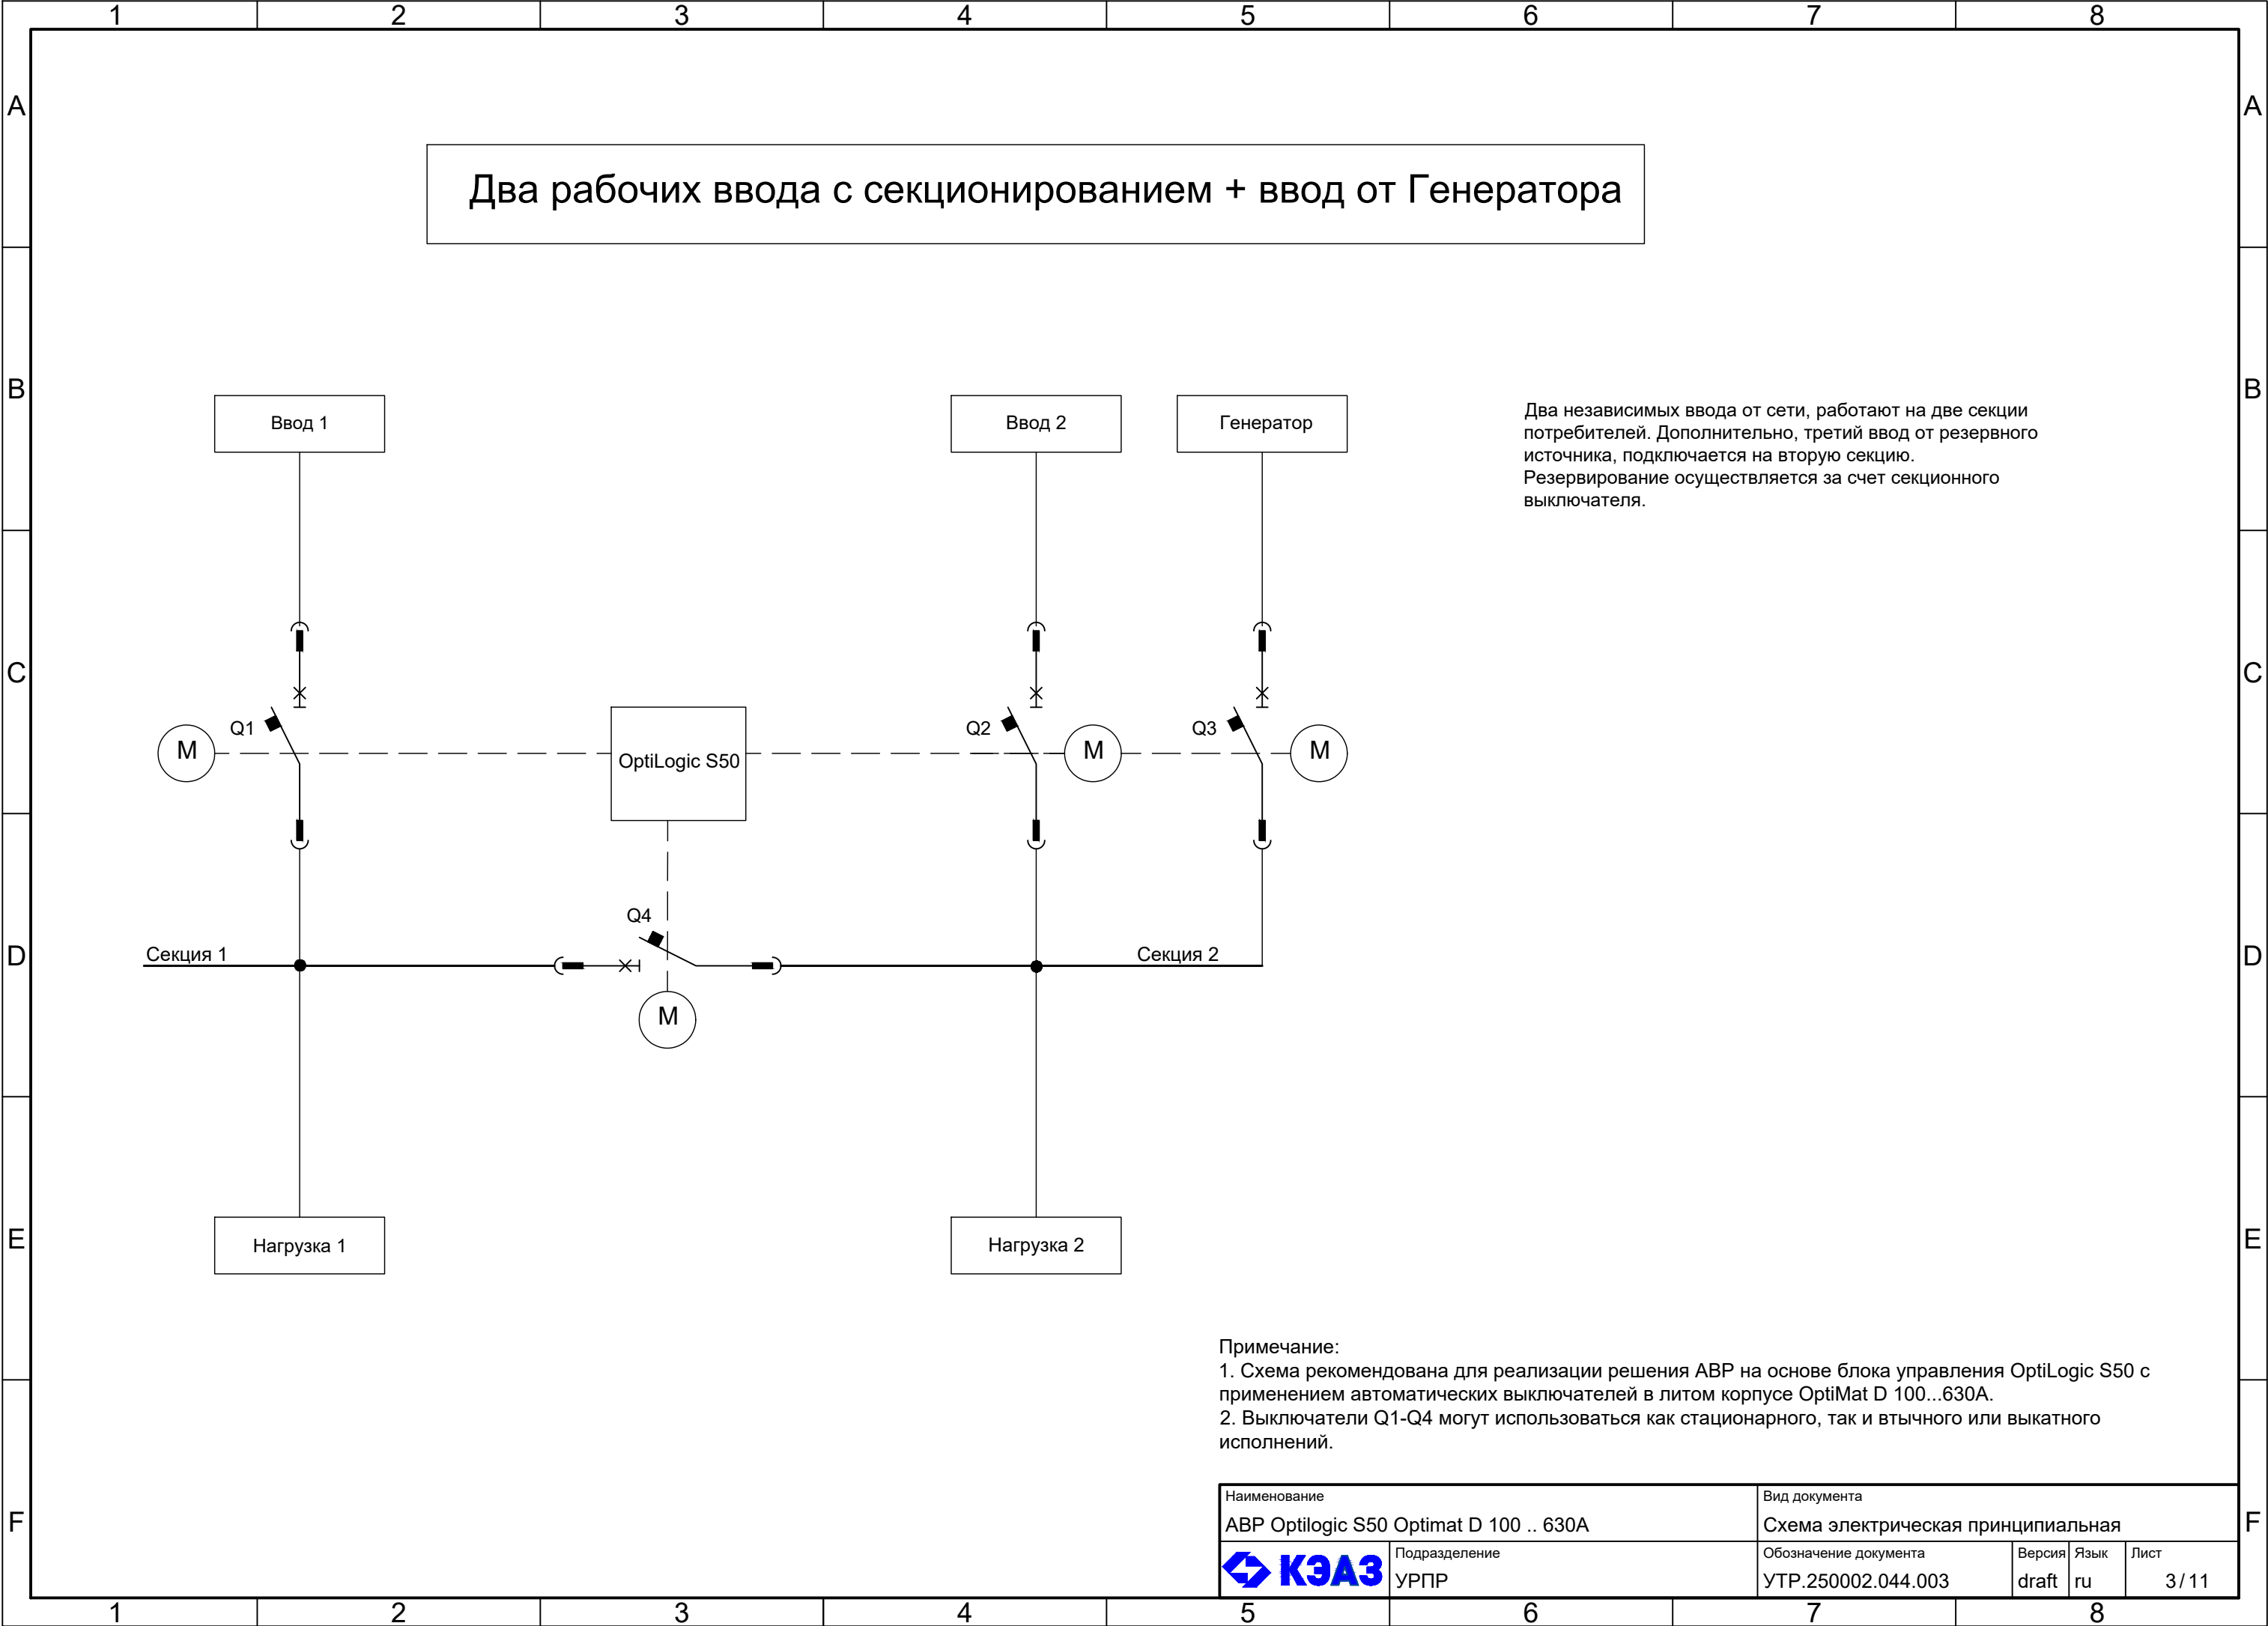 1 2 3 4 5 6 7 8
A A
Два рабочих ввода с секционированием + ввод от Генератора
B B
Ввод 1
Ввод 2
Генератор
Два независимых ввода от сети, работают на две секции
потребителей. Дополнительно, третий ввод от резервного
источника, подключается на вторую секцию.
Резервирование осуществляется за счет секционного
выключателя.
C C
Q1
Q2
Q3
M
OptiLogic S50
M
M
Q4
D D
Секция 1
Секция 2
M
E E
Нагрузка 1
Нагрузка 2
Примечание:
1. Схема рекомендована для реализации решения АВР на основе блока управления OptiLogic S50 с
применением автоматических выключателей в литом корпусе OptiMat D 100...630А.
2. Выключатели Q1-Q4 могут использоваться как стационарного, так и втычного или выкатного
исполнений.
F F
Наименование
АВР Optilogic S50 Optimat D 100 .. 630А
Вид документа
Схема электрическая принципиальная
КЭАЗ
Подразделение
УРПР
Обозначение документа
УТР.250002.044.003
Версия
draft
Язык
ru
Лист
3 / 11
1 2 3 4 5 6 7 8